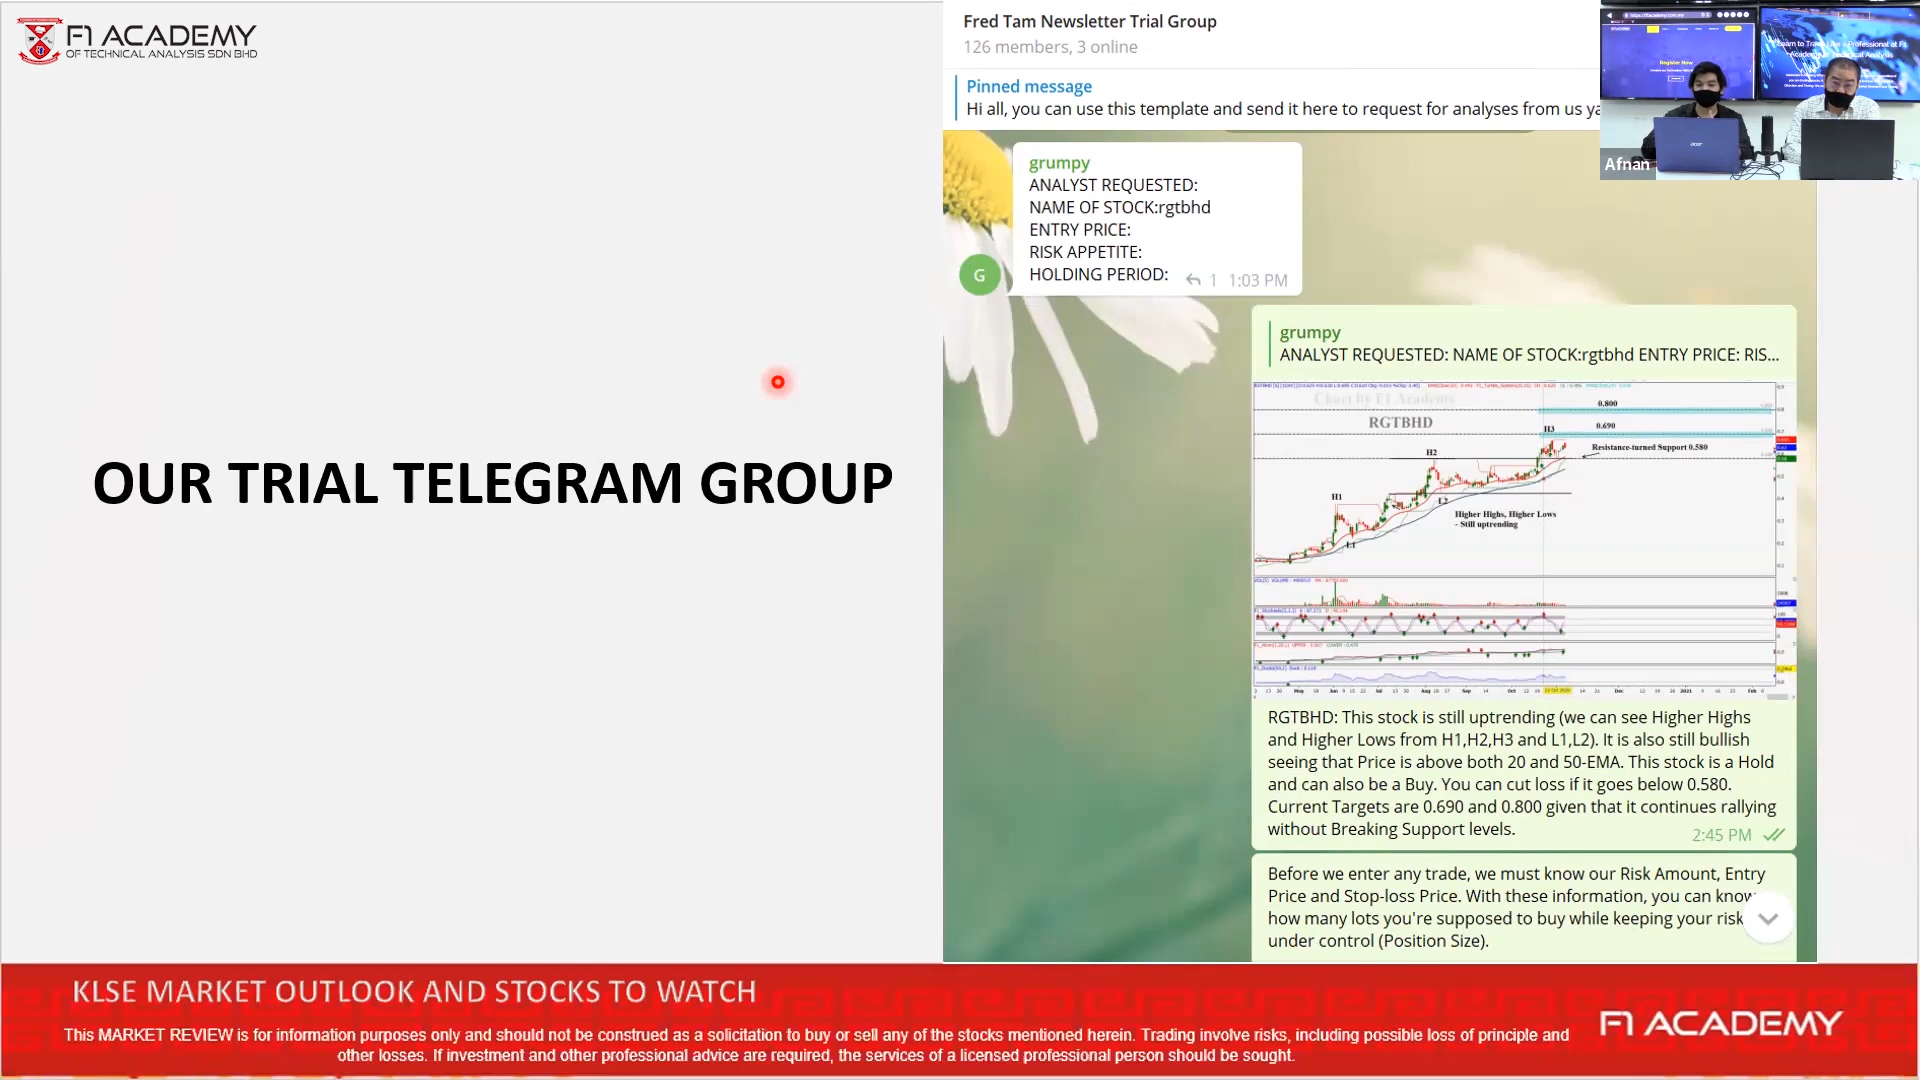 F1 ACADEMY
OF TECHNICAL ANALYSIS SDN BHD
OUR TRIAL TELEGRAM GROUP
Fred Tam Newsletter Trial Group
126 members, 3 online
Pinned message
Hi all, you can use this template and send it here to request for analyses from us ya
grumpy
ANALYST REQUESTED:
NAME OF STOCK:rgtbhd
ENTRY PRICE:
RISK APPETITE:
HOLDING PERIOD:
1 1:03 PM
G
grumpy
ANALYST REQUESTED: NAME OF STOCK:rgtbhd ENTRY PRICE: RIS...
Chart by F1 Academy
RGTBHD
0.800
0.690
H3
Resistance-turned Support 0.580
H2
H1
L2
Higher Highs, Higher Lows
- Still uptrending
L1
RGTBHD: This stock is still uptrending (we can see Higher Highs
and Higher Lows from H1,H2,H3 and L1,L2). It is also still bullish
seeing that Price is above both 20 and 50-EMA. This stock is a Hold
and can also be a Buy. You can cut loss if it goes below 0.580.
Current Targets are 0.690 and 0.800 given that it continues rallying
without Breaking Support levels.
2:45 PM
Before we enter any trade, we must know our Risk Amount, Entry
Price and Stop-loss Price. With these information, you can know
how many lots you're supposed to buy while keeping your risk
under control (Position Size).
Register Now
Afnan
acer
KLSE MARKET OUTLOOK AND STOCKS TO WATCH
This MARKET REVIEW is for information purposes only and should not be construed as a solicitation to buy or sell any of the stocks mentioned herein. Trading involve risks, including possible loss of principle and
other losses. If investment and other professional advice are required, the services of a licensed professional person should be sought.
F1 ACADEMY